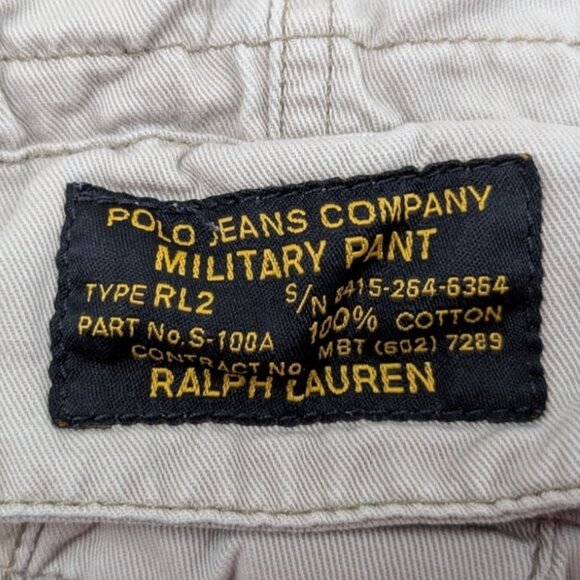 POLO JEANS COMPANY
MILITARY PANT
TYPE RL2 S/N 8415-264-6364
PART No. S-100A 100% COTTON
CONTRACT NO. MBT (602) 7289
RALPH LAUREN